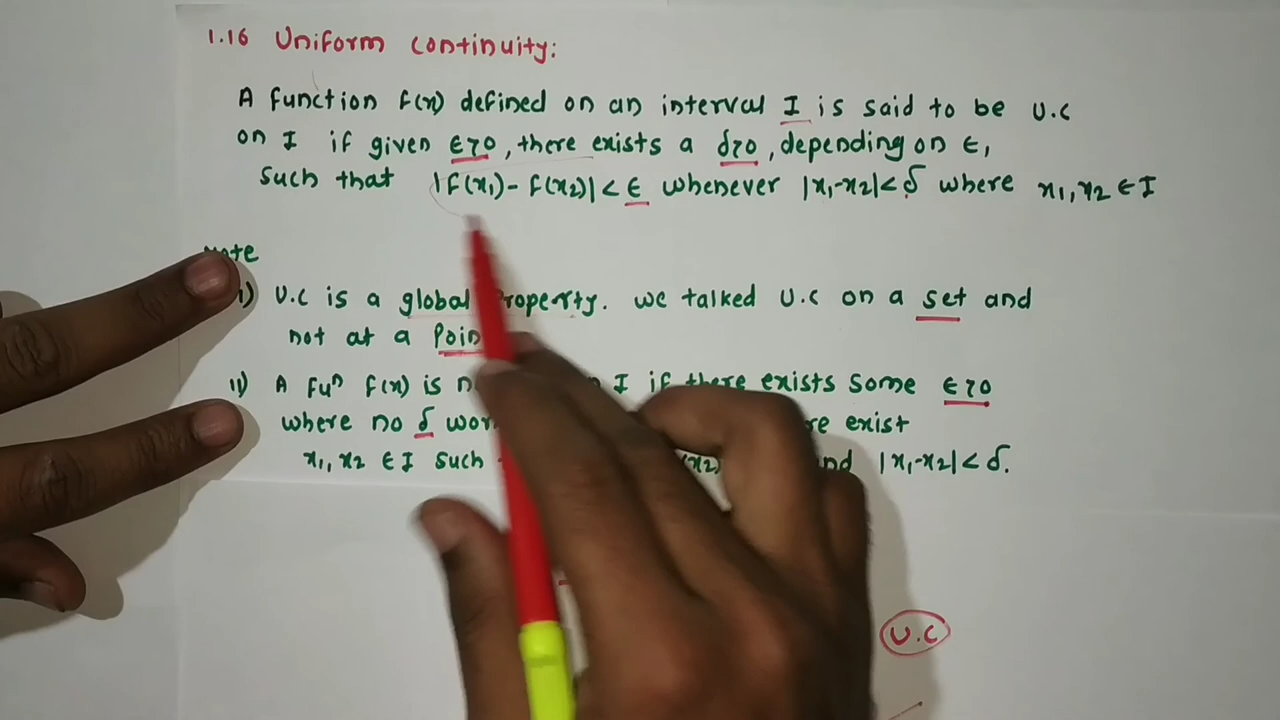 1.16 Uniform continuity:
A function f(x) defined on an interval I is said to be U.C
on I if given ϵ>0, there exists a δ>0, depending on ϵ,
such that |f(x₁)-f(x₂)|<ϵ whenever |x₁-x₂|<δ where x₁,x₂ ∈ I
Note
i) U.C is a global Property. we talked U.C on a set and
not at a
ii) A Fuⁿ f(x) is I if there exists some ϵ>0
where no δ exist
x₁, x₂ ∈ I such |x₁-x₂|<δ.
U.C